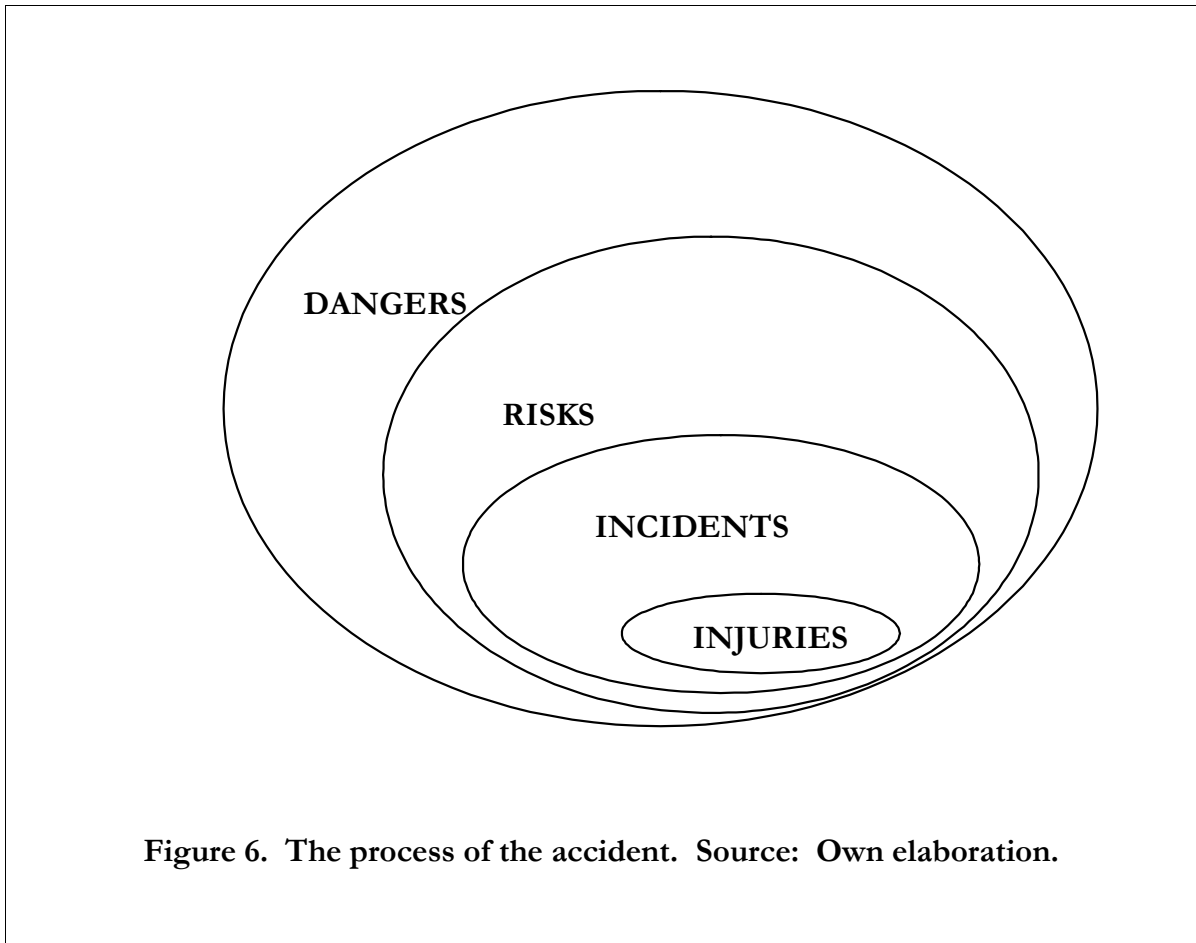 DANGERS
RISKS
INCIDENTS
INJURIES
Figure 6.  The process of the accident.  Source:  Own elaboration.